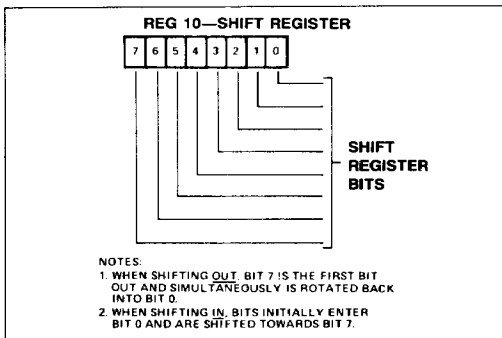 REG 10—SHIFT REGISTER
7 6 5 4 3 2 1 0
SHIFT
REGISTER
BITS
NOTES:
1. WHEN SHIFTING OUT, BIT 7 IS THE FIRST BIT
OUT AND SIMULTANEOUSLY IS ROTATED BACK
INTO BIT 0.
2. WHEN SHIFTING IN, BITS INITIALLY ENTER
BIT 0 AND ARE SHIFTED TOWARDS BIT 7.